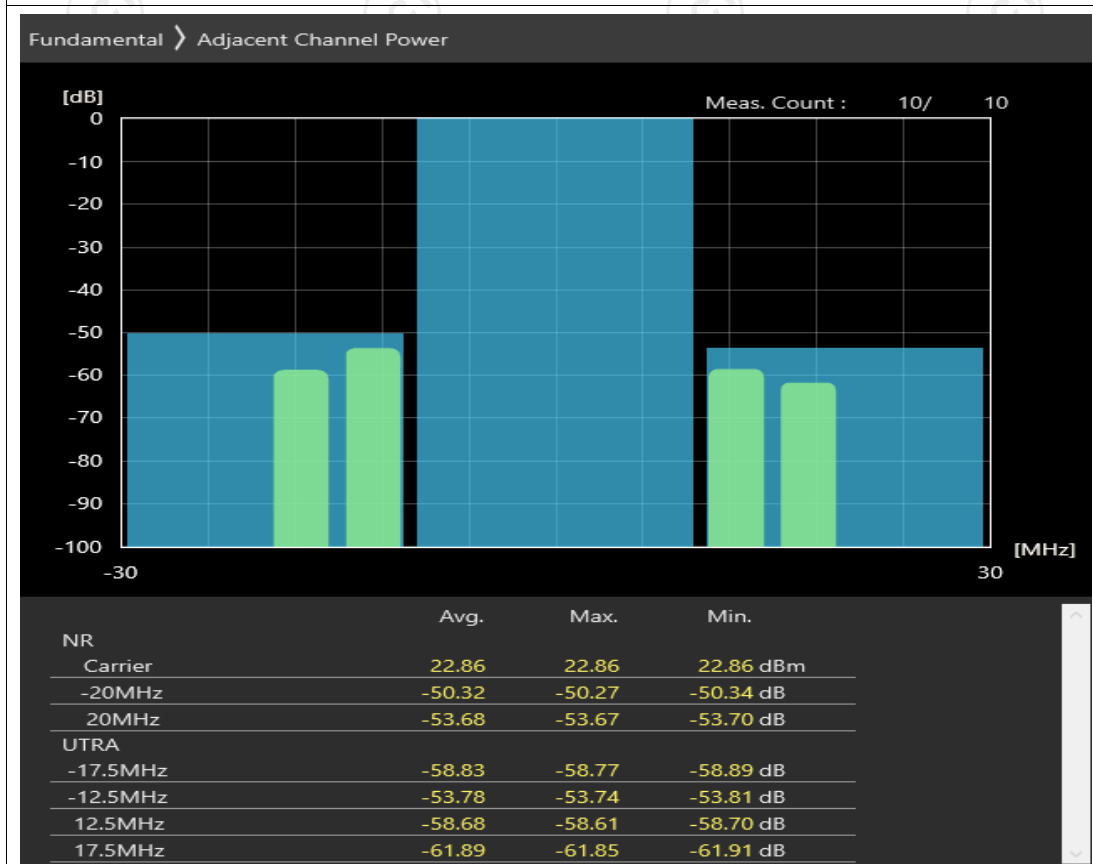 Fundamental 〉 Adjacent Channel Power
[dB]
Meas. Count : 10/ 10
0
-10
-20
-30
-40
-50
-60
-70
-80
-90
-100
[MHz]
-30 30
Avg. Max. Min.
NR
Carrier 22.86 22.86 22.86 dBm
-20MHz -50.32 -50.27 -50.34 dB
20MHz -53.68 -53.67 -53.70 dB
UTRA
-17.5MHz -58.83 -58.77 -58.89 dB
-12.5MHz -53.78 -53.74 -53.81 dB
12.5MHz -58.68 -58.61 -58.70 dB
17.5MHz -61.89 -61.85 -61.91 dB